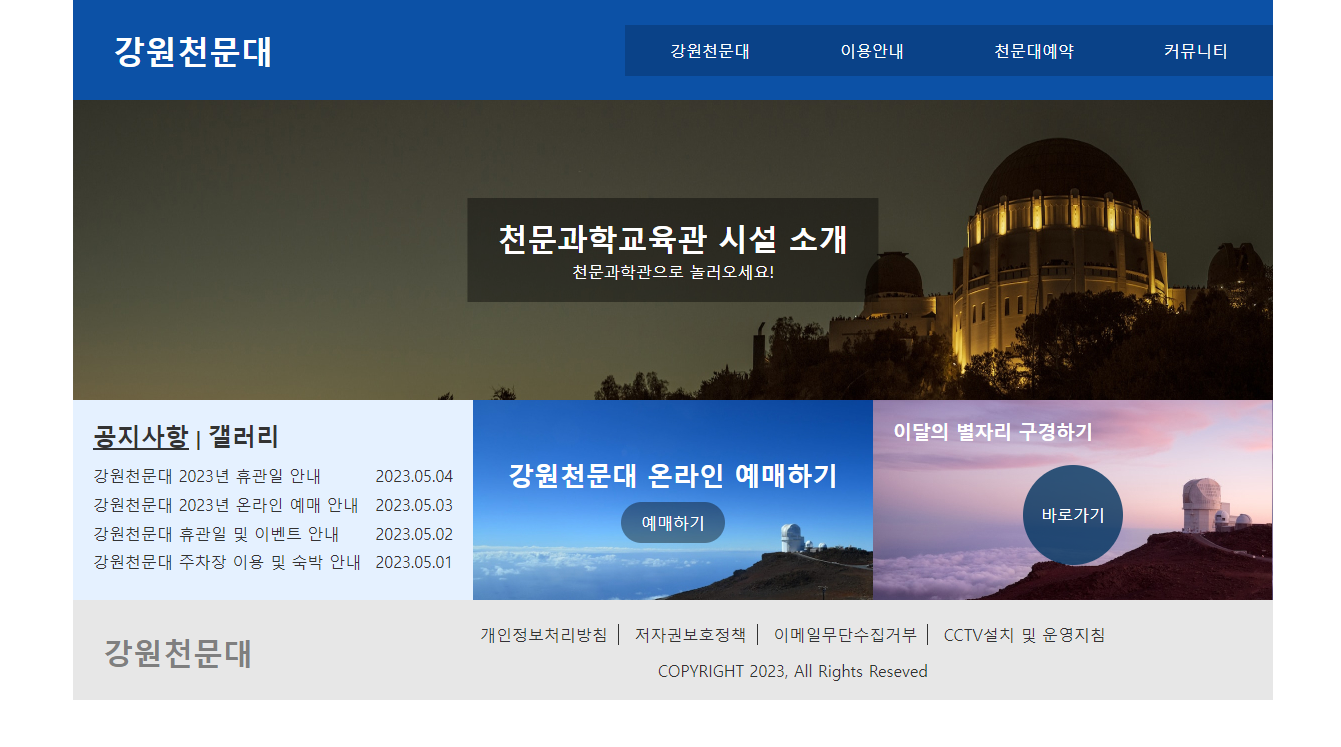 강원천문대
강원천문대 이용안내 천문대예약 커뮤니티
천문과학교육관 시설 소개
천문과학관으로 놀러오세요!
공지사항 | 갤러리
강원천문대 2023년 휴관일 안내 2023.05.04
강원천문대 2023년 온라인 예매 안내 2023.05.03
강원천문대 휴관일 및 이벤트 안내 2023.05.02
강원천문대 주차장 이용 및 숙박 안내 2023.05.01
강원천문대 온라인 예매하기
예매하기
이달의 별자리 구경하기
바로가기
강원천문대
개인정보처리방침 | 저자권보호정책 | 이메일무단수집거부 | CCTV설치 및 운영지침
COPYRIGHT 2023, All Rights Reseved